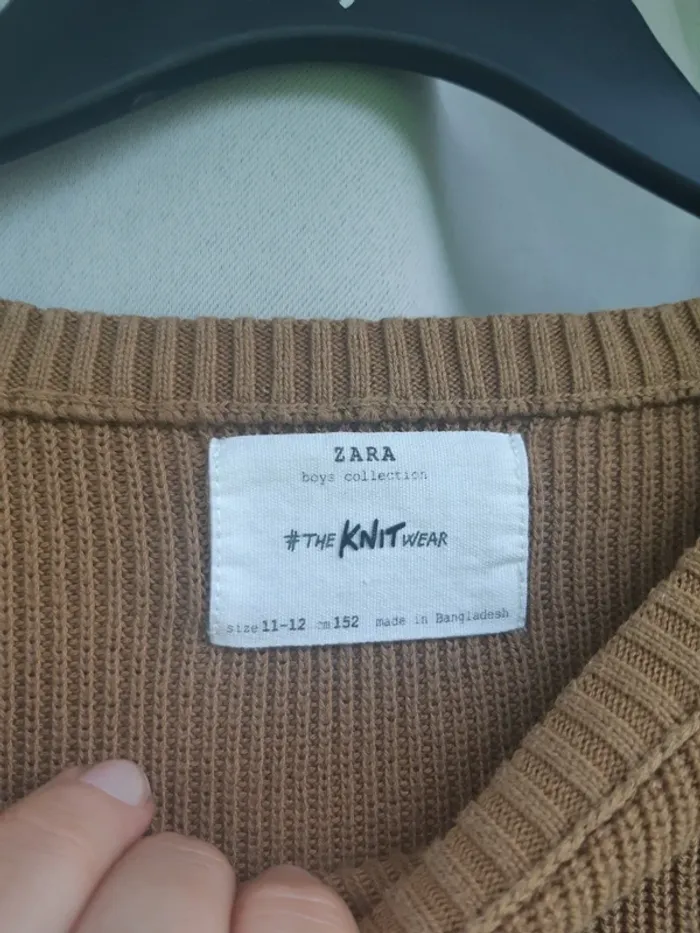 ZARA
boys collection
#THE KNIT WEAR
size 11-12 cm 152 made in Bangladesh